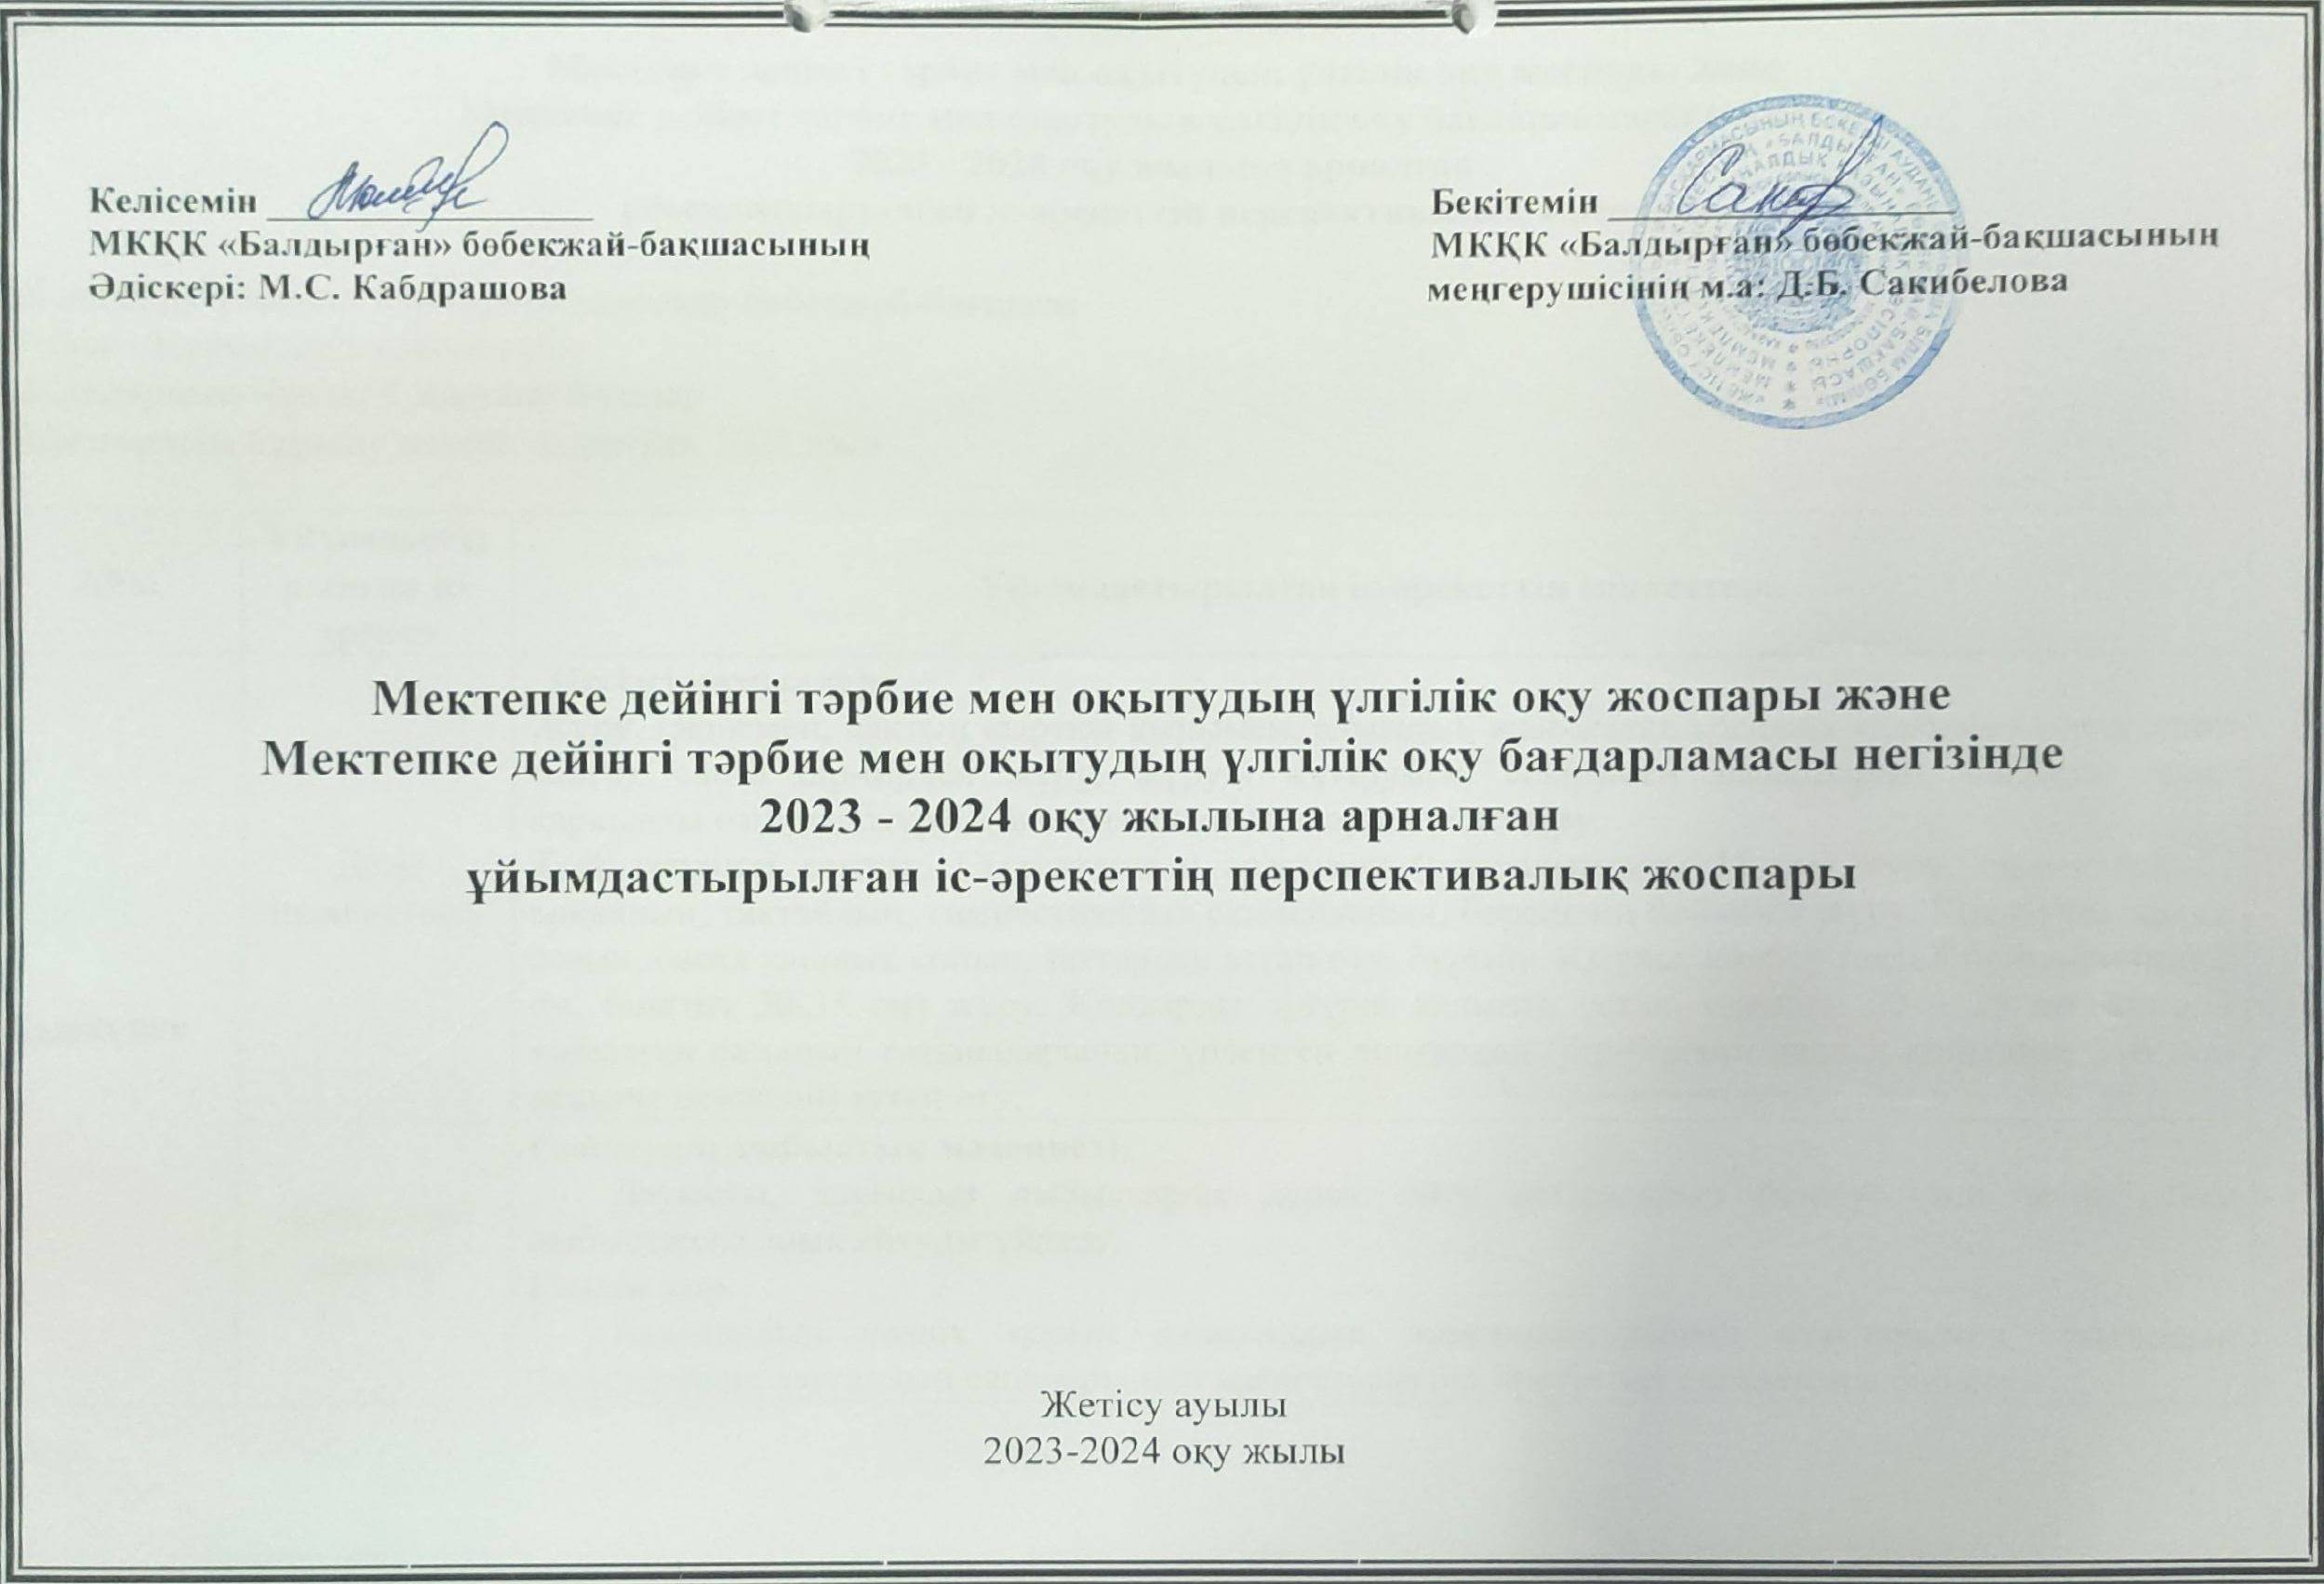 Келісемін
МКҚК «Балдырған» бөбекжай-бақшасының
Әдіскері: М.С. Кабдрашова
Бекітемін
МКҚК «Балдырған» бөбекжай-бақшасының
меңгерушісінің м.а: Д.Б. Сакибелова
Мектепке дейінгі тәрбие мен оқытудың үлгілік оқу жоспары және
Мектепке дейінгі тәрбие мен оқытудың үлгілік оқу бағдарламасы негізінде
2023 - 2024 оқу жылына арналған
ұйымдастырылған іс-әрекеттің перспективалық жоспары
Жетісу ауылы
2023-2024 оқу жылы